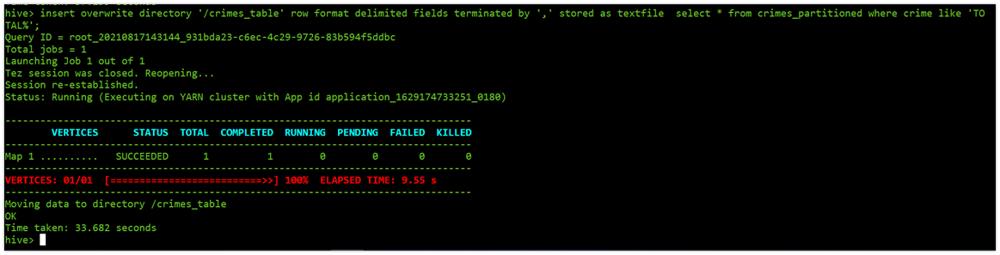 hive> insert overwrite directory '/crimes_table' row format delimited fields terminated by ',' stored as textfile  select * from crimes_partitioned where crime like 'TO
TAL%';
Query ID = root_20210817143144_931bda23-c6ec-4c29-9726-83b594f5ddbc
Total jobs = 1
Launching Job 1 out of 1
Tez session was closed. Reopening...
Session re-established.
Status: Running (Executing on YARN cluster with App id application_1629174733251_0180)
--------------------------------------------------------------------------------
        VERTICES      STATUS  TOTAL  COMPLETED  RUNNING  PENDING  FAILED  KILLED
--------------------------------------------------------------------------------
Map 1 ..........   SUCCEEDED      1          1        0        0       0       0
--------------------------------------------------------------------------------
VERTICES: 01/01  [==========================>>] 100%  ELAPSED TIME: 9.55 s
--------------------------------------------------------------------------------
Moving data to directory /crimes_table
OK
Time taken: 33.682 seconds
hive>